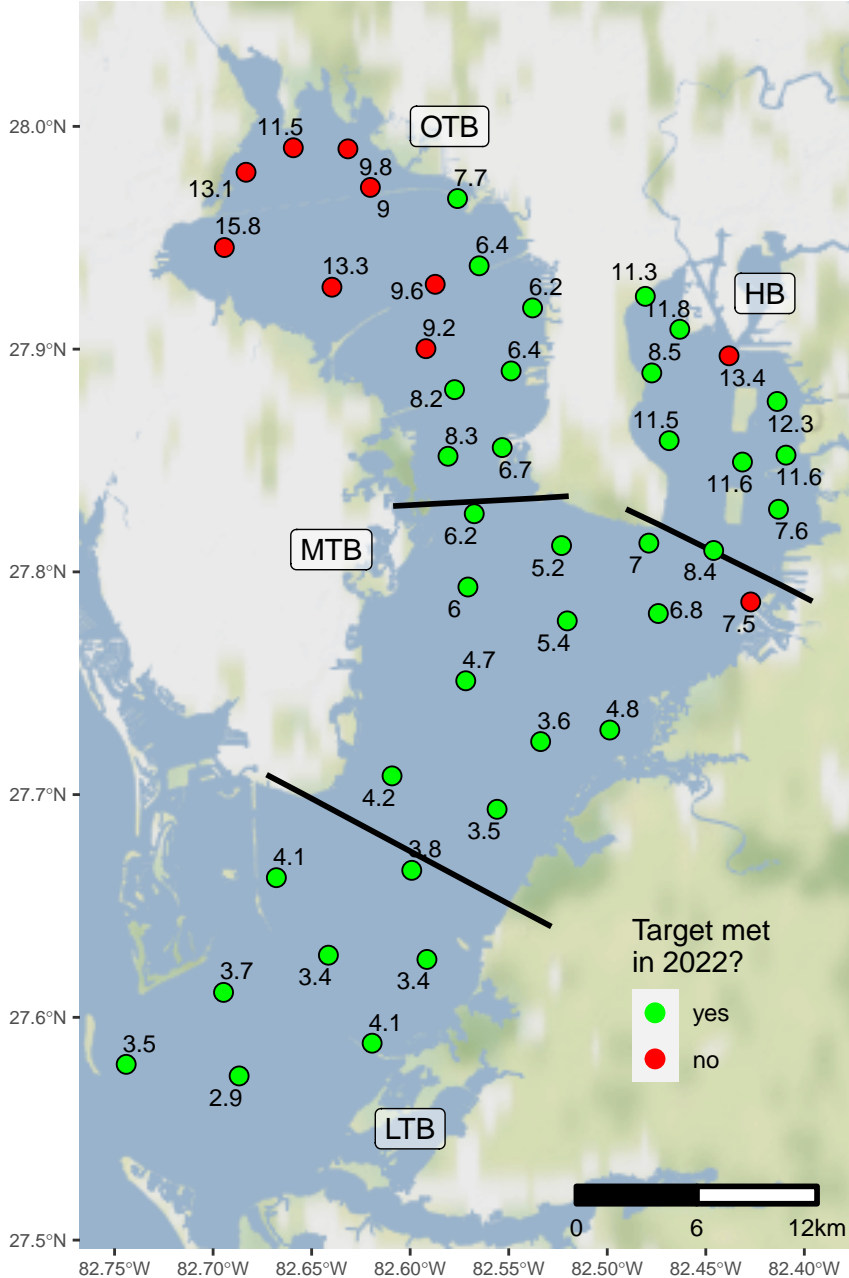 28.0°N
27.9°N
27.8°N
27.7°N
27.6°N
27.5°N
OTB
11.5
9.8
13.1
9
7.7
15.8
13.3
9.6
6.4
6.2
11.3
HB
11.8
9.2
6.4
8.5
13.4
8.2
12.3
8.3
6.7
11.5
11.6
11.6
7.6
MTB
6.2
5.2
7
8.4
6
5.4
6.8
7.5
4.7
3.6
4.8
4.2
3.5
3.8
4.1
3.4
3.4
3.7
4.1
3.5
2.9
LTB
Target met
in 2022?
yes
no
0 6 12km
82.75°W 82.70°W 82.65°W 82.60°W 82.55°W 82.50°W 82.45°W 82.40°W